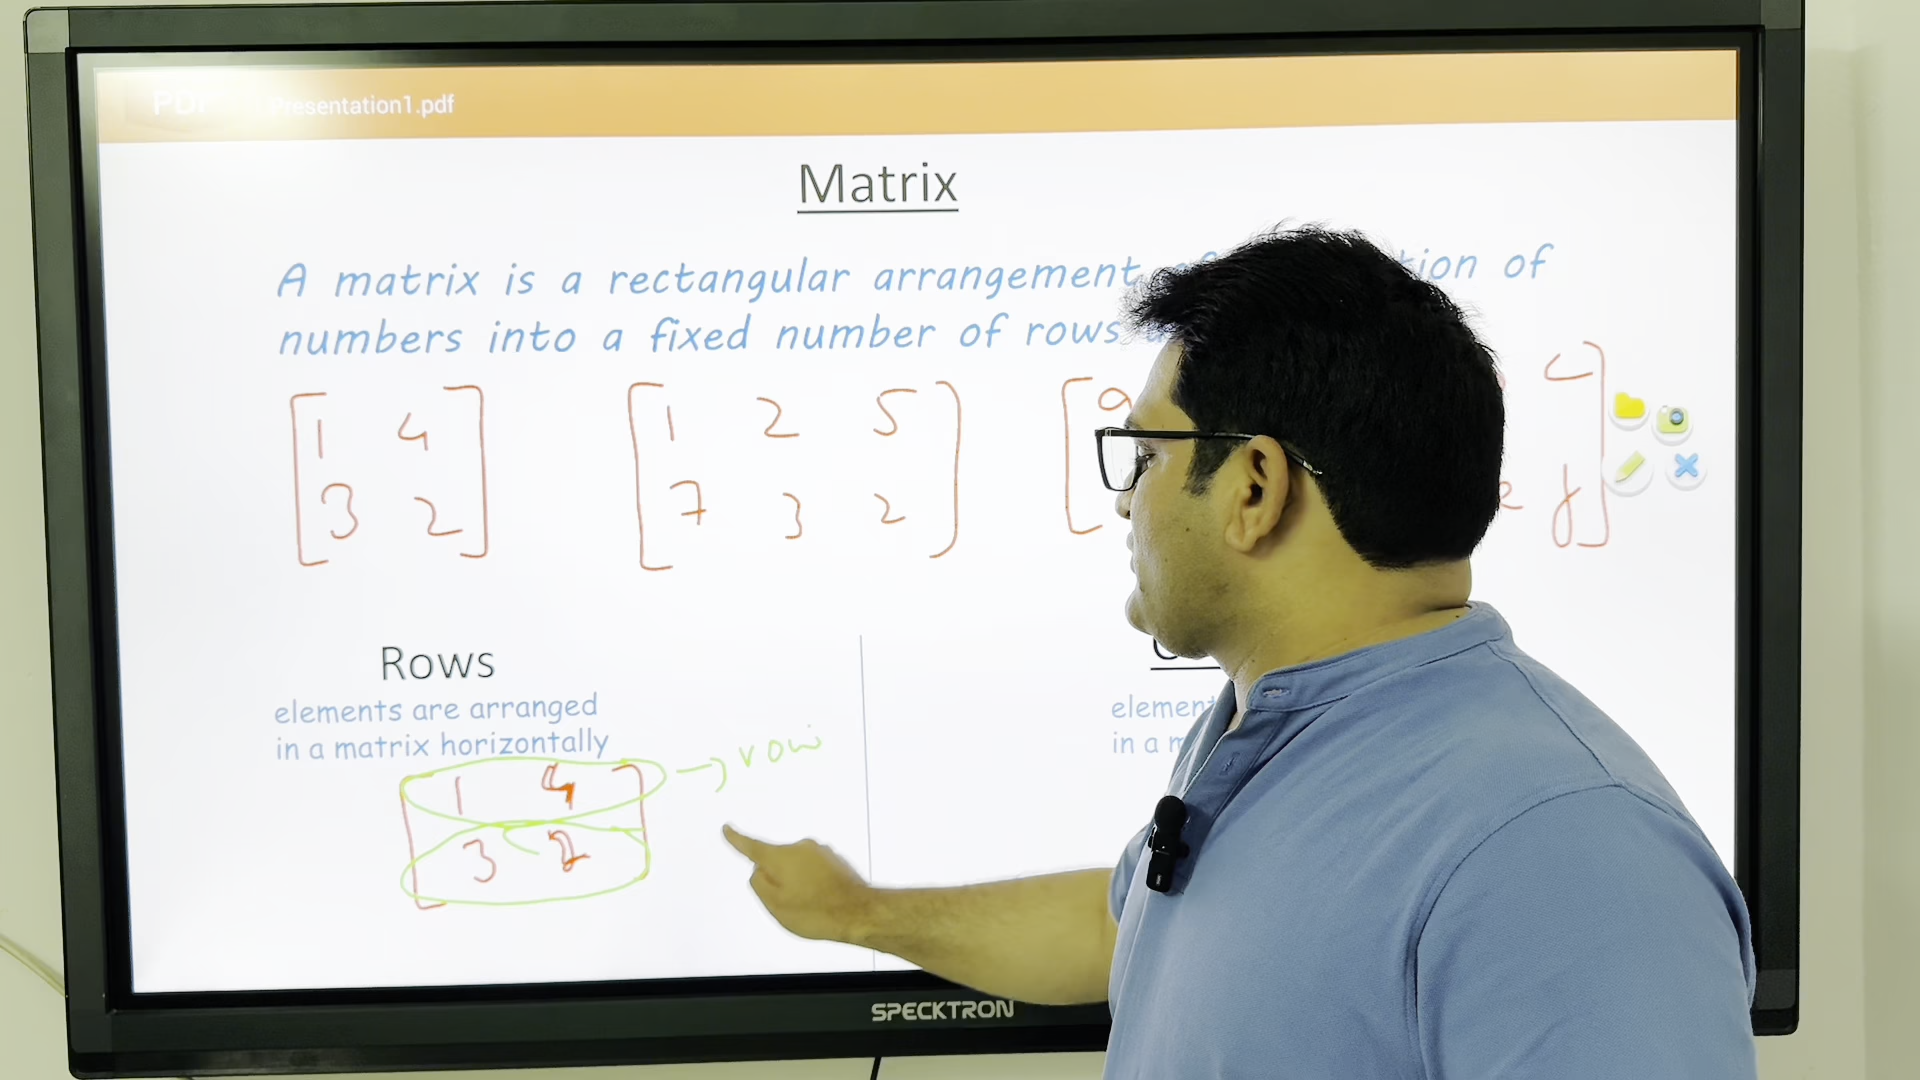 PDF Presentation1.pdf
Matrix
A matrix is a rectangular arrangement of
numbers into a fixed number of rows
1 4
3 2
1 2 5
7 3 2
a c
f
Rows
elements are arranged
in a matrix horizontally
1 4
3 2
→ row
SPECKTRON